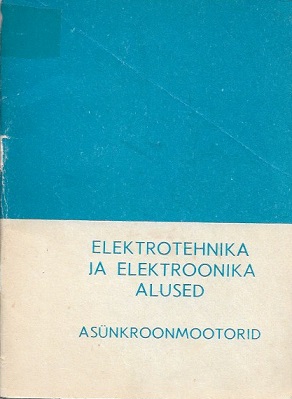 ELEKTROTEHNIKA
JA ELEKTROONIKA
ALUSED
ASÜNKROONMOOTORID